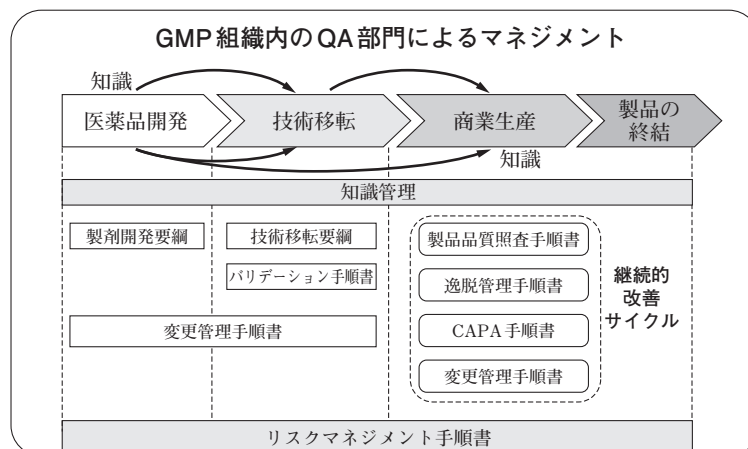 GMP組織内のQA部門によるマネジメント
知識
医薬品開発
技術移転
商業生産
製品の
終結
知識
知識管理
製剤開発要綱
技術移転要綱
バリデーション手順書
変更管理手順書
製品品質照査手順書
逸脱管理手順書
CAPA手順書
変更管理手順書
継続的
改善
サイクル
リスクマネジメント手順書